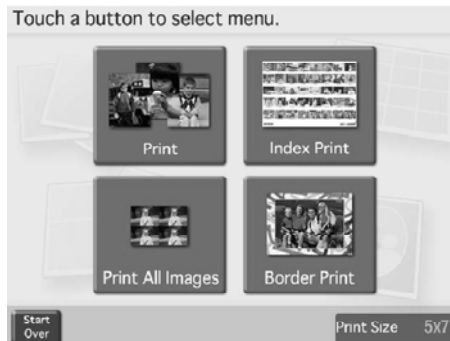 Touch a button to select menu.
Print
Index Print
Print All Images
Border Print
Start
Over
Print Size 5x7